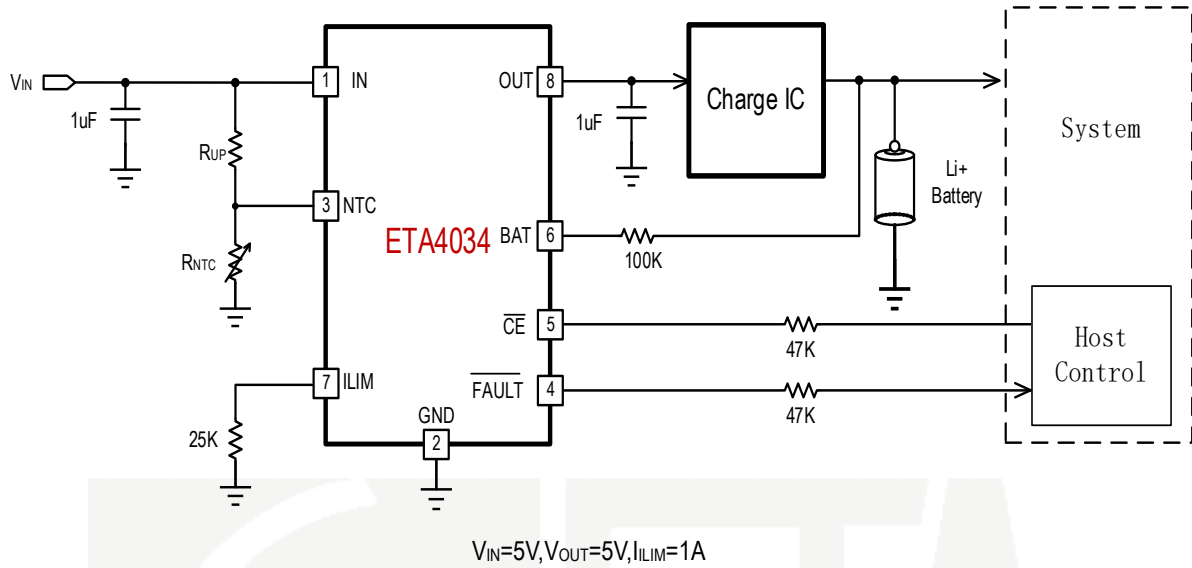 VIN
1uF
RUP
RNTC
1 IN
3 NTC
7 ILIM
25K
GND
2
ETA4034
OUT 8
BAT 6
CE 5
FAULT 4
1uF
Charge IC
100K
47K
47K
Li+
Battery
System
Host
Control
VIN=5V,VOUT=5V,IILIM=1A